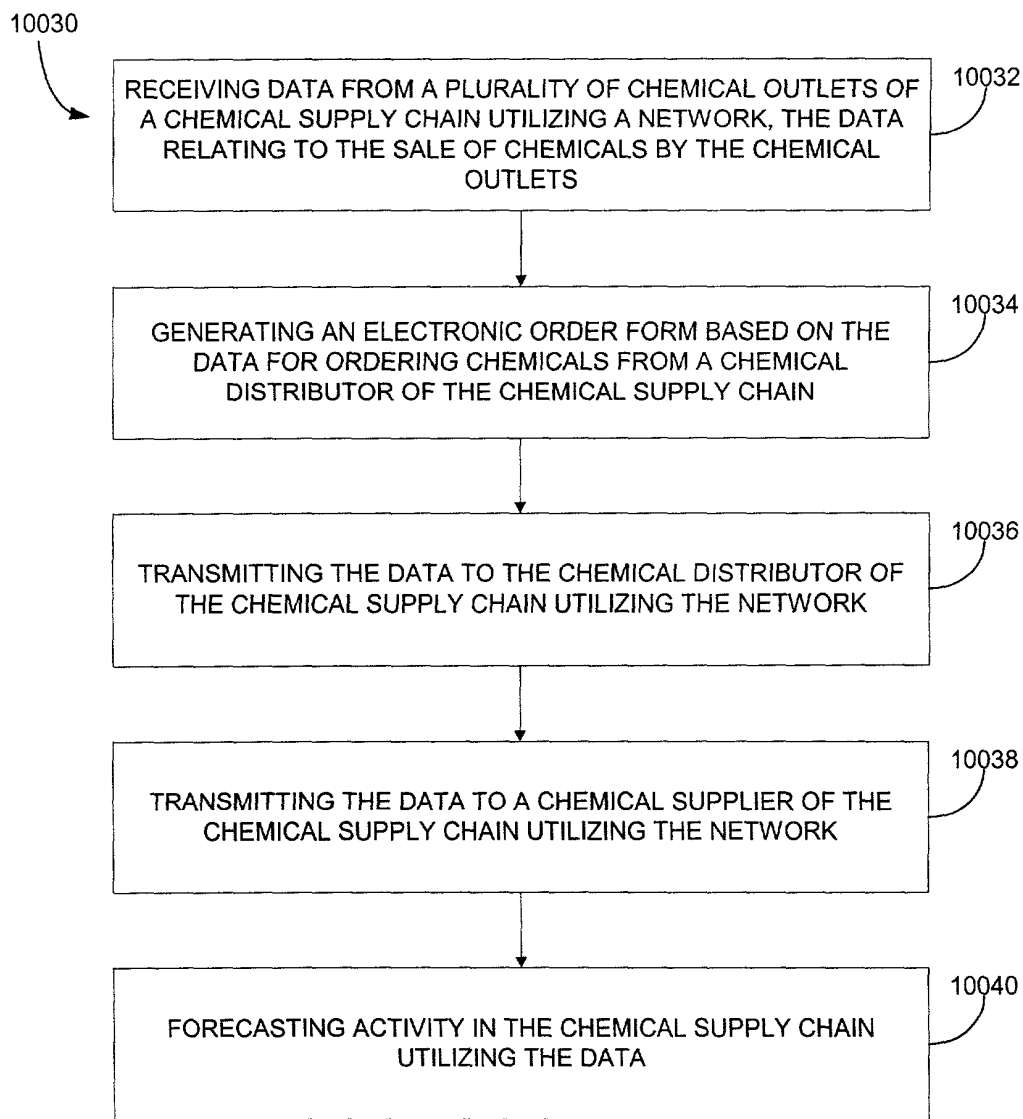 10030
RECEIVING DATA FROM A PLURALITY OF CHEMICAL OUTLETS OF
A CHEMICAL SUPPLY CHAIN UTILIZING A NETWORK, THE DATA
RELATING TO THE SALE OF CHEMICALS BY THE CHEMICAL
OUTLETS
10032
GENERATING AN ELECTRONIC ORDER FORM BASED ON THE
DATA FOR ORDERING CHEMICALS FROM A CHEMICAL
DISTRIBUTOR OF THE CHEMICAL SUPPLY CHAIN
10034
TRANSMITTING THE DATA TO THE CHEMICAL DISTRIBUTOR OF
THE CHEMICAL SUPPLY CHAIN UTILIZING THE NETWORK
10036
TRANSMITTING THE DATA TO A CHEMICAL SUPPLIER OF THE
CHEMICAL SUPPLY CHAIN UTILIZING THE NETWORK
10038
FORECASTING ACTIVITY IN THE CHEMICAL SUPPLY CHAIN
UTILIZING THE DATA
10040